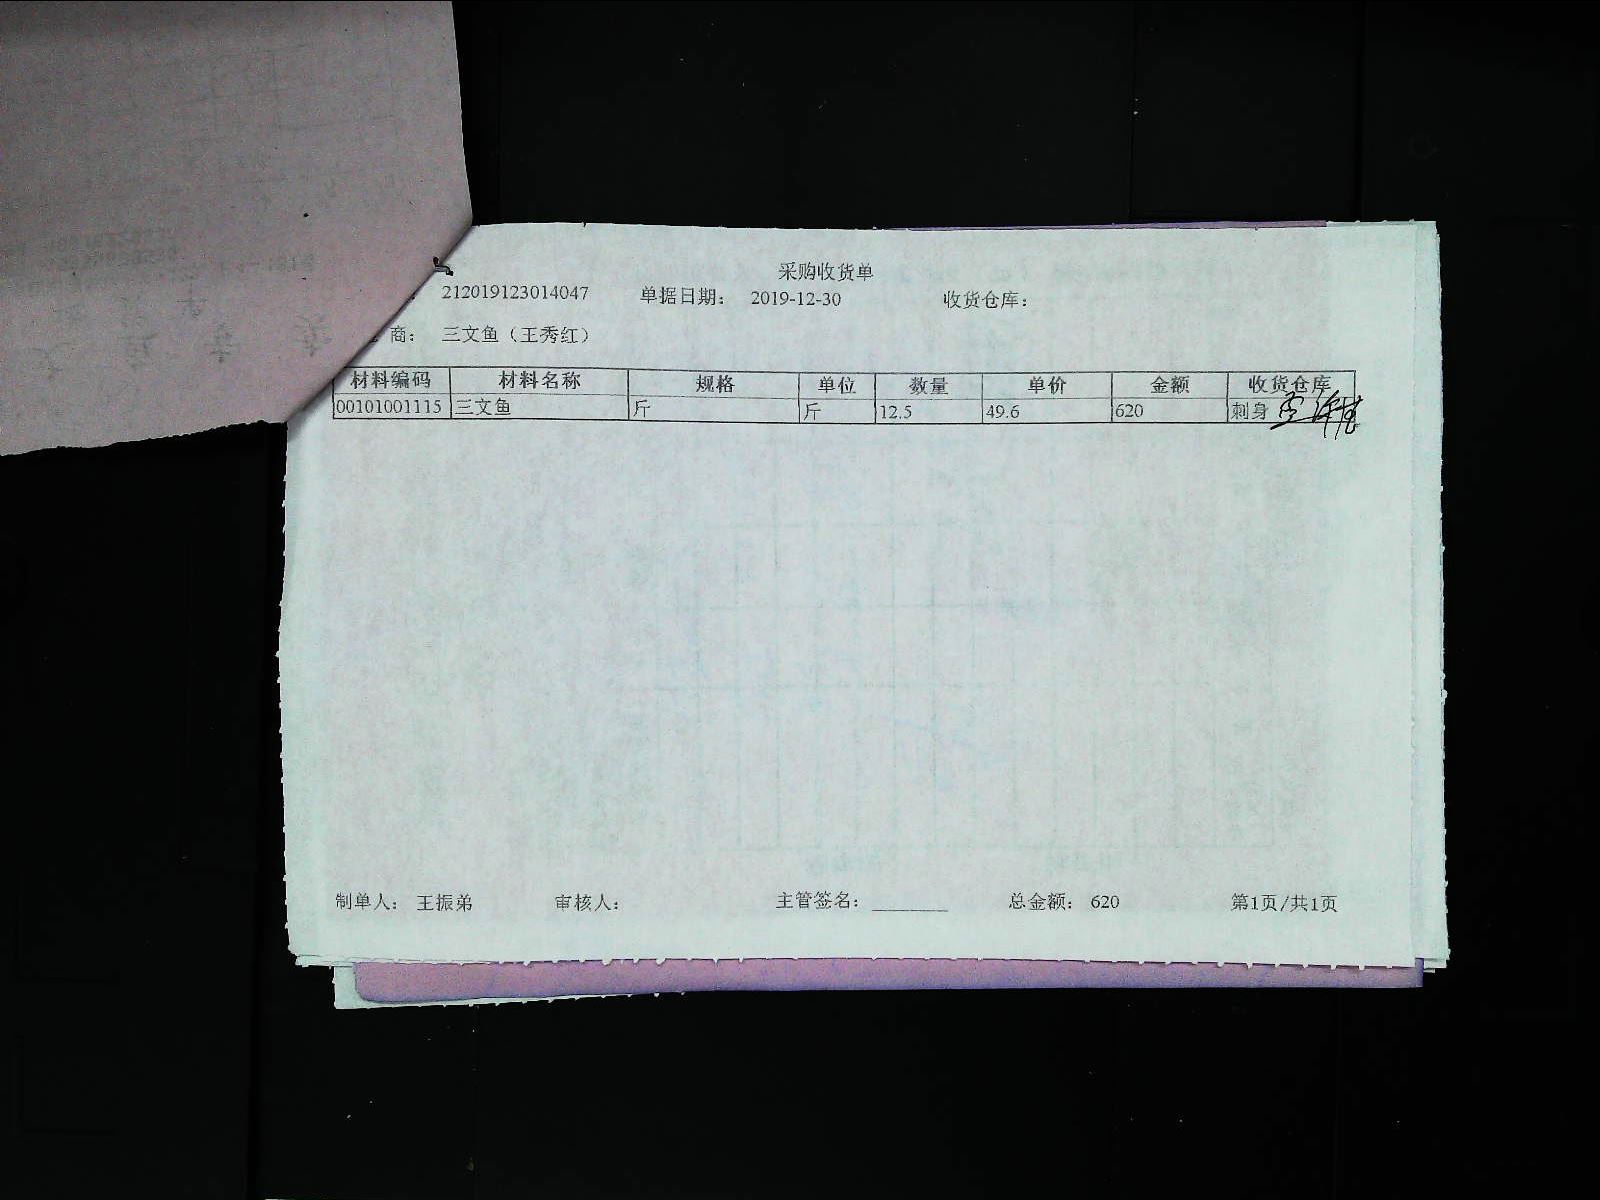 采购收货单
212019123014047 单据日期： 2019-12-30 收货仓库：
商： 三文鱼（王秀红）
材料编码 材料名称 规格 单位 数量 单价 金额 收货仓库
00101001115 三文鱼 斤 斤 12.5 49.6 620 刺身
制单人： 王振弟 审核人： 主管签名： 总金额： 620 第1页/共1页